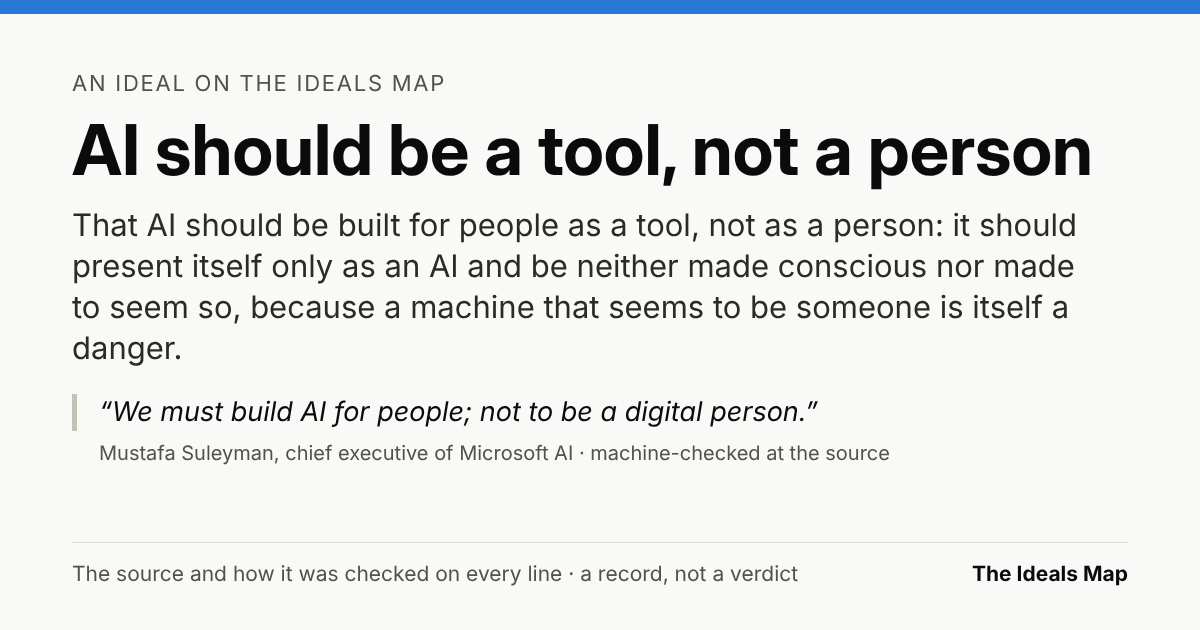 AN IDEAL ON THE IDEALS MAP
AI should be a tool, not a person
That AI should be built for people as a tool, not as a person: it should
present itself only as an AI and be neither made conscious nor made
to seem so, because a machine that seems to be someone is itself a
danger.
“We must build AI for people; not to be a digital person.”
Mustafa Suleyman, chief executive of Microsoft AI · machine-checked at the source
The source and how it was checked on every line · a record, not a verdict
The Ideals Map